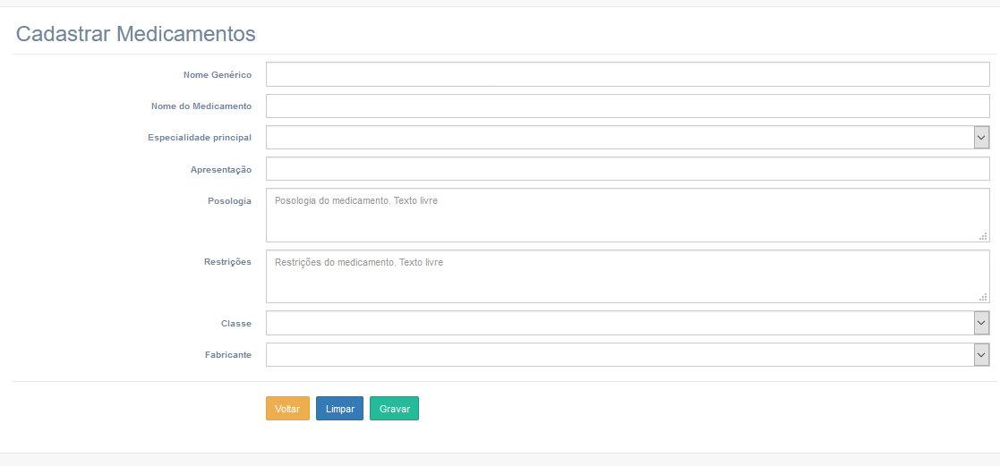 Cadastrar Medicamentos
Nome Genérico
Nome do Medicamento
Especialidade principal
Apresentação
Posologia
Posologia do medicamento. Texto livre
Restrições
Restrições do medicamento. Texto livre
Classe
Fabricante
Voltar
Limpar
Gravar